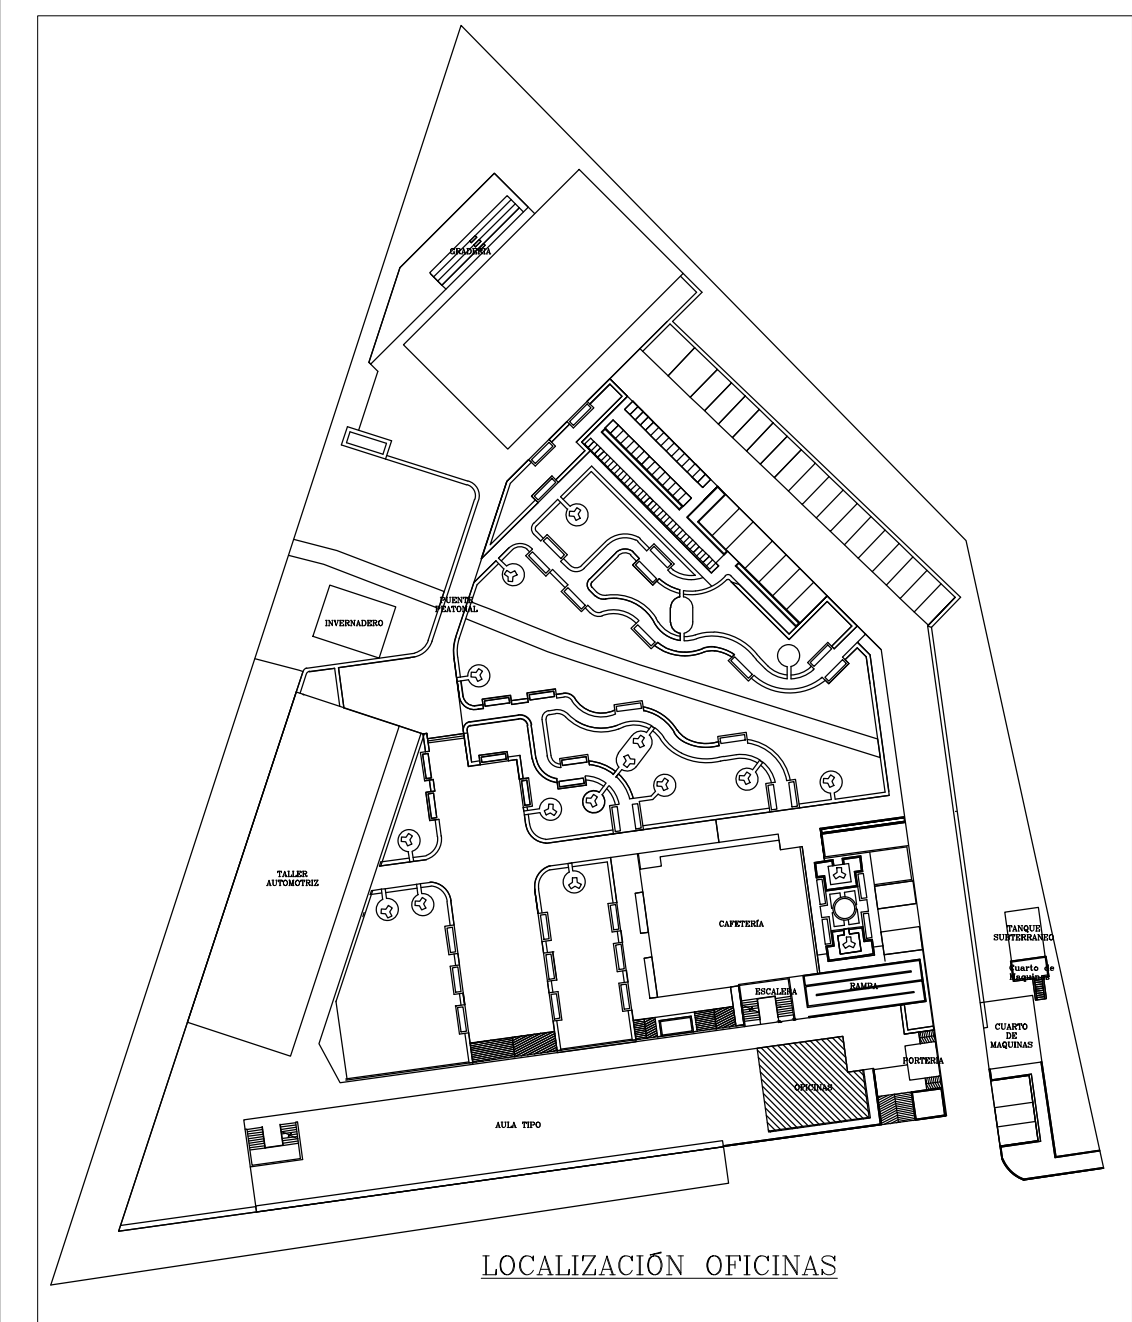 GRADERIA
PUENTE
PEATONAL
INVERNADERO
TALLER
AUTOMOTRIZ
CAFETERÍA
TANQUE
SUBTERRANEO
Cuarto de
Maquinas
ESCALERA
RAMPA
CUARTO
DE
MAQUINAS
PORTERIA
OFICINAS
AULA TIPO
LOCALIZACIÓN OFICINAS